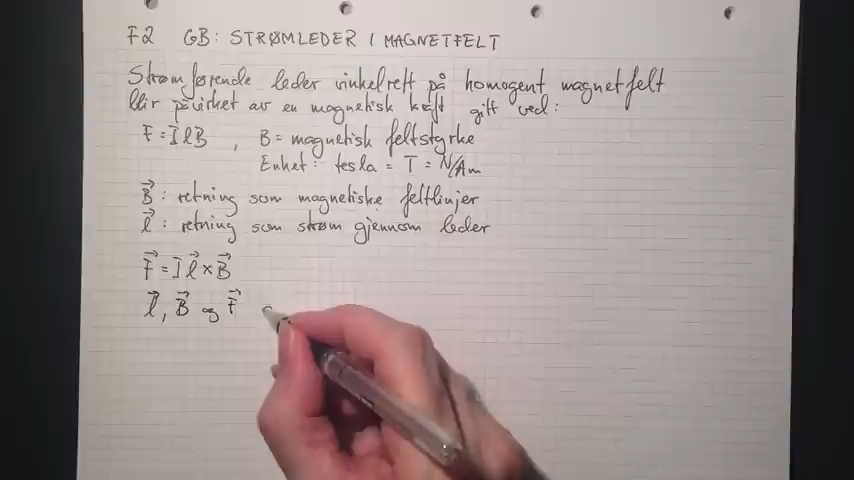 F2 GB: STRØMLEDER I MAGNETFELT
Strømførende leder vinkelrett på homogent magnetfelt
blir påvirket av en magnetisk kraft gitt ved:
F = IlB , B = magnetisk feltstyrke
Enhet: tesla = T = N/Am
B⃗ : retning som magnetiske feltlinjer
l⃗ : retning som strøm gjennom leder
F⃗ = I l⃗ × B⃗
l⃗, B⃗ og F⃗